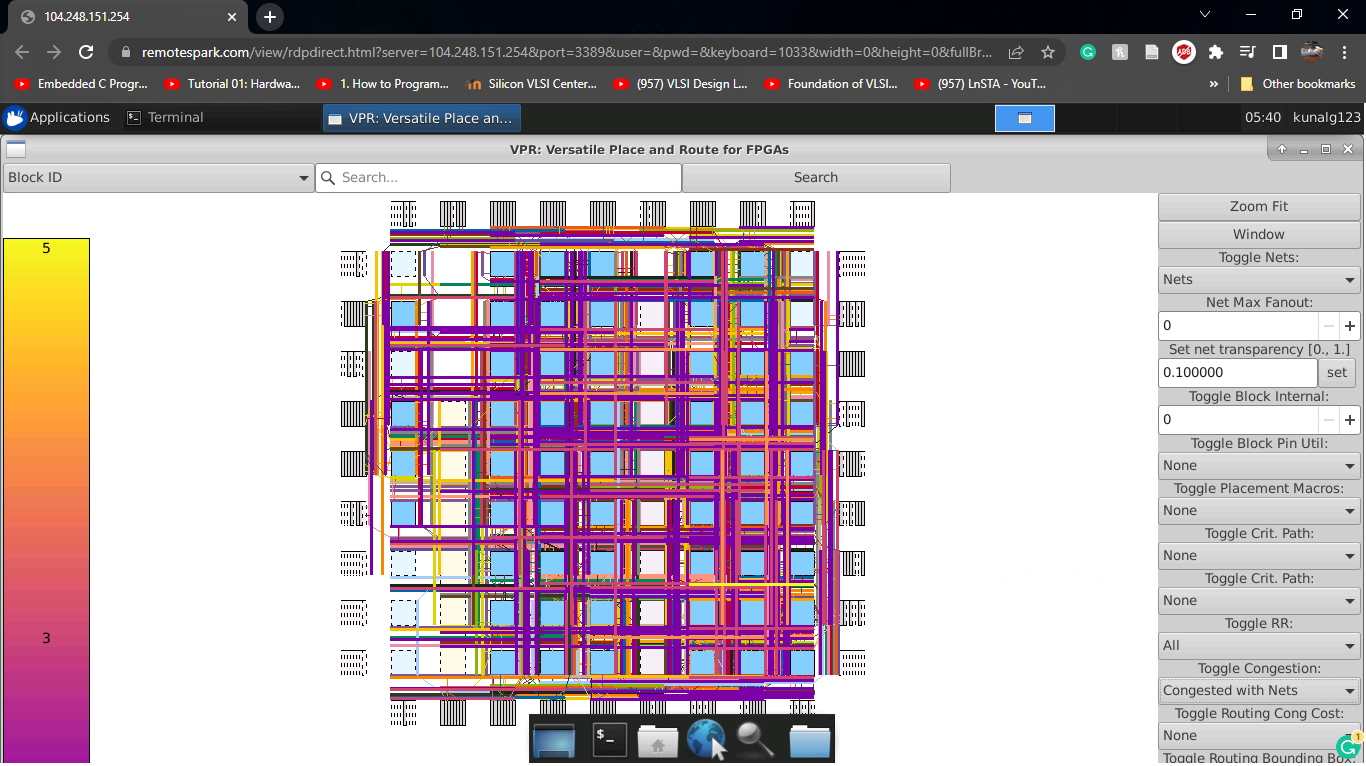 104.248.151.254
remotespark.com/view/rdpdirect.html?server=104.248.151.254&port=3389&user=&pwd=&keyboard=1033&width=0&height=0&fullBr...
Embedded C Progr...
Tutorial 01: Hardwa...
1. How to Program...
Silicon VLSI Center...
(957) VLSI Design L...
Foundation of VLSI...
(957) LnSTA - YouT...
»
Other bookmarks
Applications
Terminal
VPR: Versatile Place an...
05:40
kunalg123
VPR: Versatile Place and Route for FPGAs
Block ID
Search...
Search
5
3
Zoom Fit
Window
Toggle Nets:
Nets
Net Max Fanout:
0
Set net transparency [0., 1.]
0.100000
set
Toggle Block Internal:
0
Toggle Block Pin Util:
None
Toggle Placement Macros:
None
Toggle Crit. Path:
None
Toggle Crit. Path:
None
Toggle RR:
All
Toggle Congestion:
Congested with Nets
Toggle Routing Cong Cost:
None
Toggle Routing Bounding Box:
1